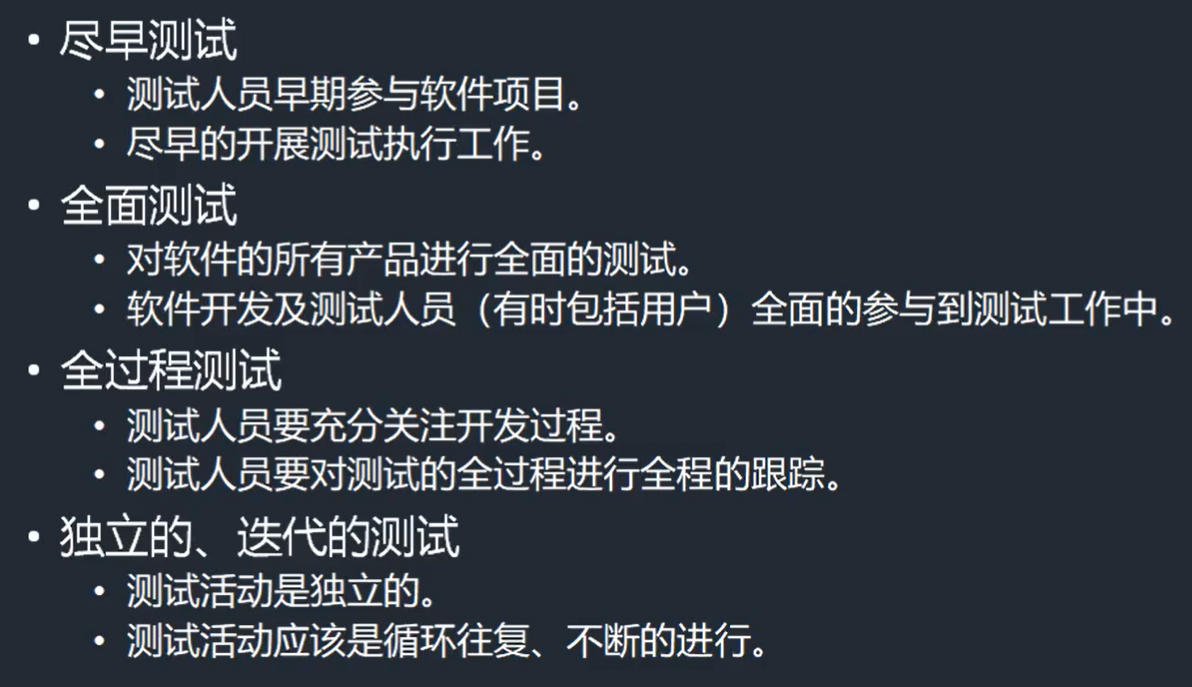 • 尽早测试
• 测试人员早期参与软件项目。
• 尽早的开展测试执行工作。
• 全面测试
• 对软件的所有产品进行全面的测试。
• 软件开发及测试人员（有时包括用户）全面的参与到测试工作中。
• 全过程测试
• 测试人员要充分关注开发过程。
• 测试人员要对测试的全过程进行全程的跟踪。
• 独立的、迭代的测试
• 测试活动是独立的。
• 测试活动应该是循环往复、不断的进行。